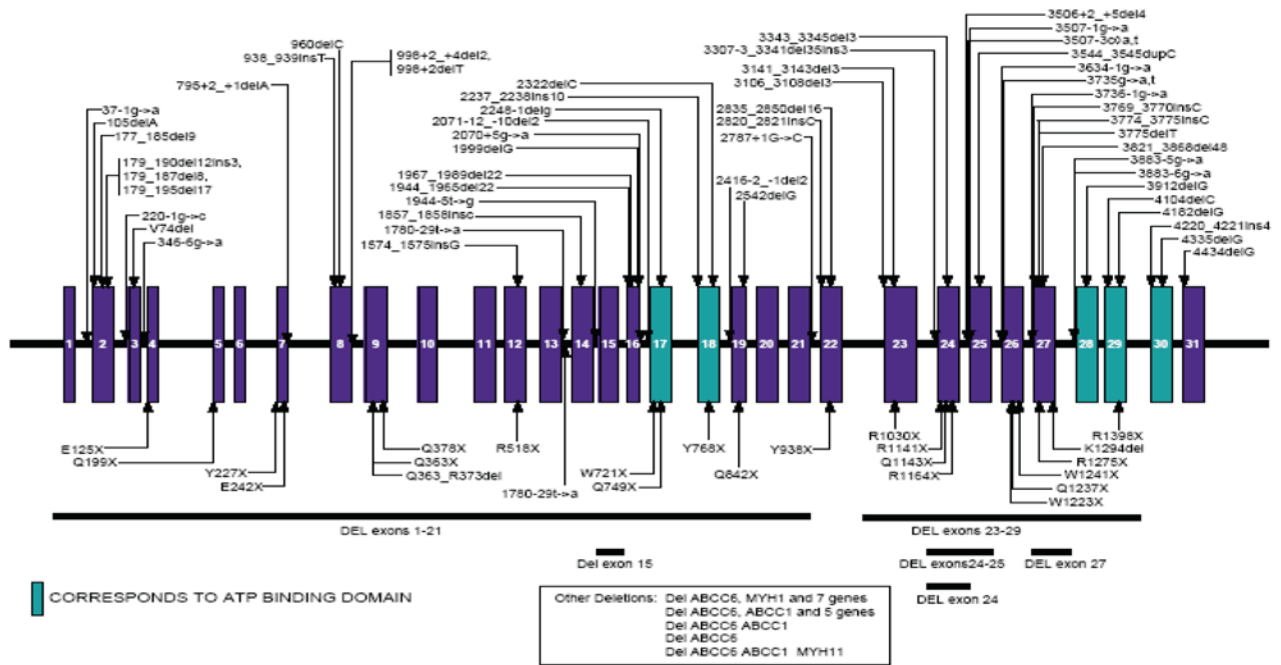 960delC
938_939insT
795+2_+1delA
998+2_+4del2,
998+2delT
37-1g->a
105delA
177_185del9
179_190del12ins3,
179_187del8,
179_195del17
220-1g->c
V74del
346-6g->a
2322delC
2237_2238ins10
2248-1delg
2071-12_-10del2
2070+5g->a
1999delG
1967_1989del22
1944_1965del22
1944-5t->g
1857_1858insc
1780-29t->a
1574_1575insG
2835_2850del16
2820_2821insC
2787+1G->C
2416-2_-1del2
2542delG
3343_3345del3
3307-3_3341del35ins3
3141_3143del3
3106_3108del3
3506+2_+5del4
3507-1g->a
3544_3545dupC
3634-1g->a
3735g->a,t
3736-1g->a
3769_3770insC
3774_3775insC
3775delT
3821_3868del48
3883-5g->a
3883-6g->a
3912delG
4104delC
4182delG
4220_4221ins4
4335delG
4434delG
1 2 3 4 5 6 7 8 9 10 11 12 13 14 15 16 17 18 19 20 21 22 23 24 25 26 27 28 29 30 31
E125X
Q199X
Y227X
E242X
Q378X
Q363X
Q363_R373del
R518X
1780-29t->a
W721X
Q749X
Y768X
Q842X
Y938X
R1030X
R1141X
Q1143X
R1164X
R1398X
K1294del
R1275X
W1241X
Q1237X
W1223X
DEL exons 1-21
DEL exons 23-29
Del exon 15
DEL exons24-25
DEL exon 27
DEL exon 24
CORRESPONDS TO ATP BINDING DOMAIN
Other Deletions: Del ABCC6, MYH1 and 7 genes
Del ABCC6, ABCC1 and 5 genes
Del ABCC6 ABCC1
Del ABCC6
Del ABCC6 ABCC1 MYH11